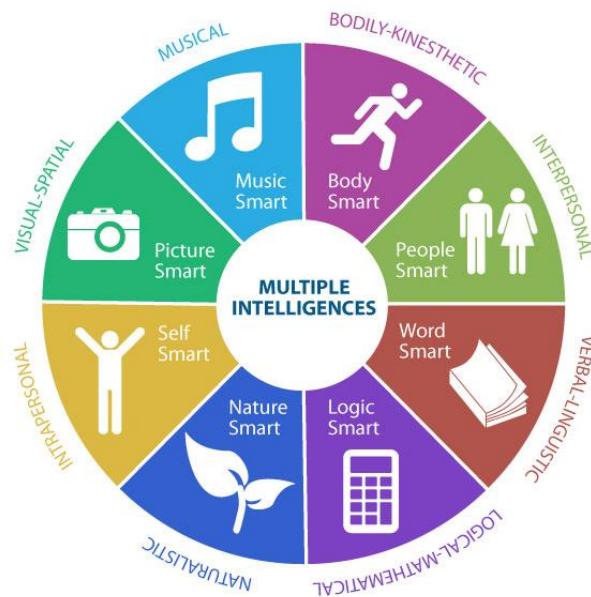 MUSICAL
BODILY-KINESTHETIC
INTERPERSONAL
VERBAL-LINGUISTIC
LOGICAL-MATHEMATICAL
NATURALISTIC
INTRAPERSONAL
VISUAL-SPATIAL
Music
Smart
Body
Smart
People
Smart
Word
Smart
Logic
Smart
Nature
Smart
Self
Smart
Picture
Smart
MULTIPLE
INTELLIGENCES